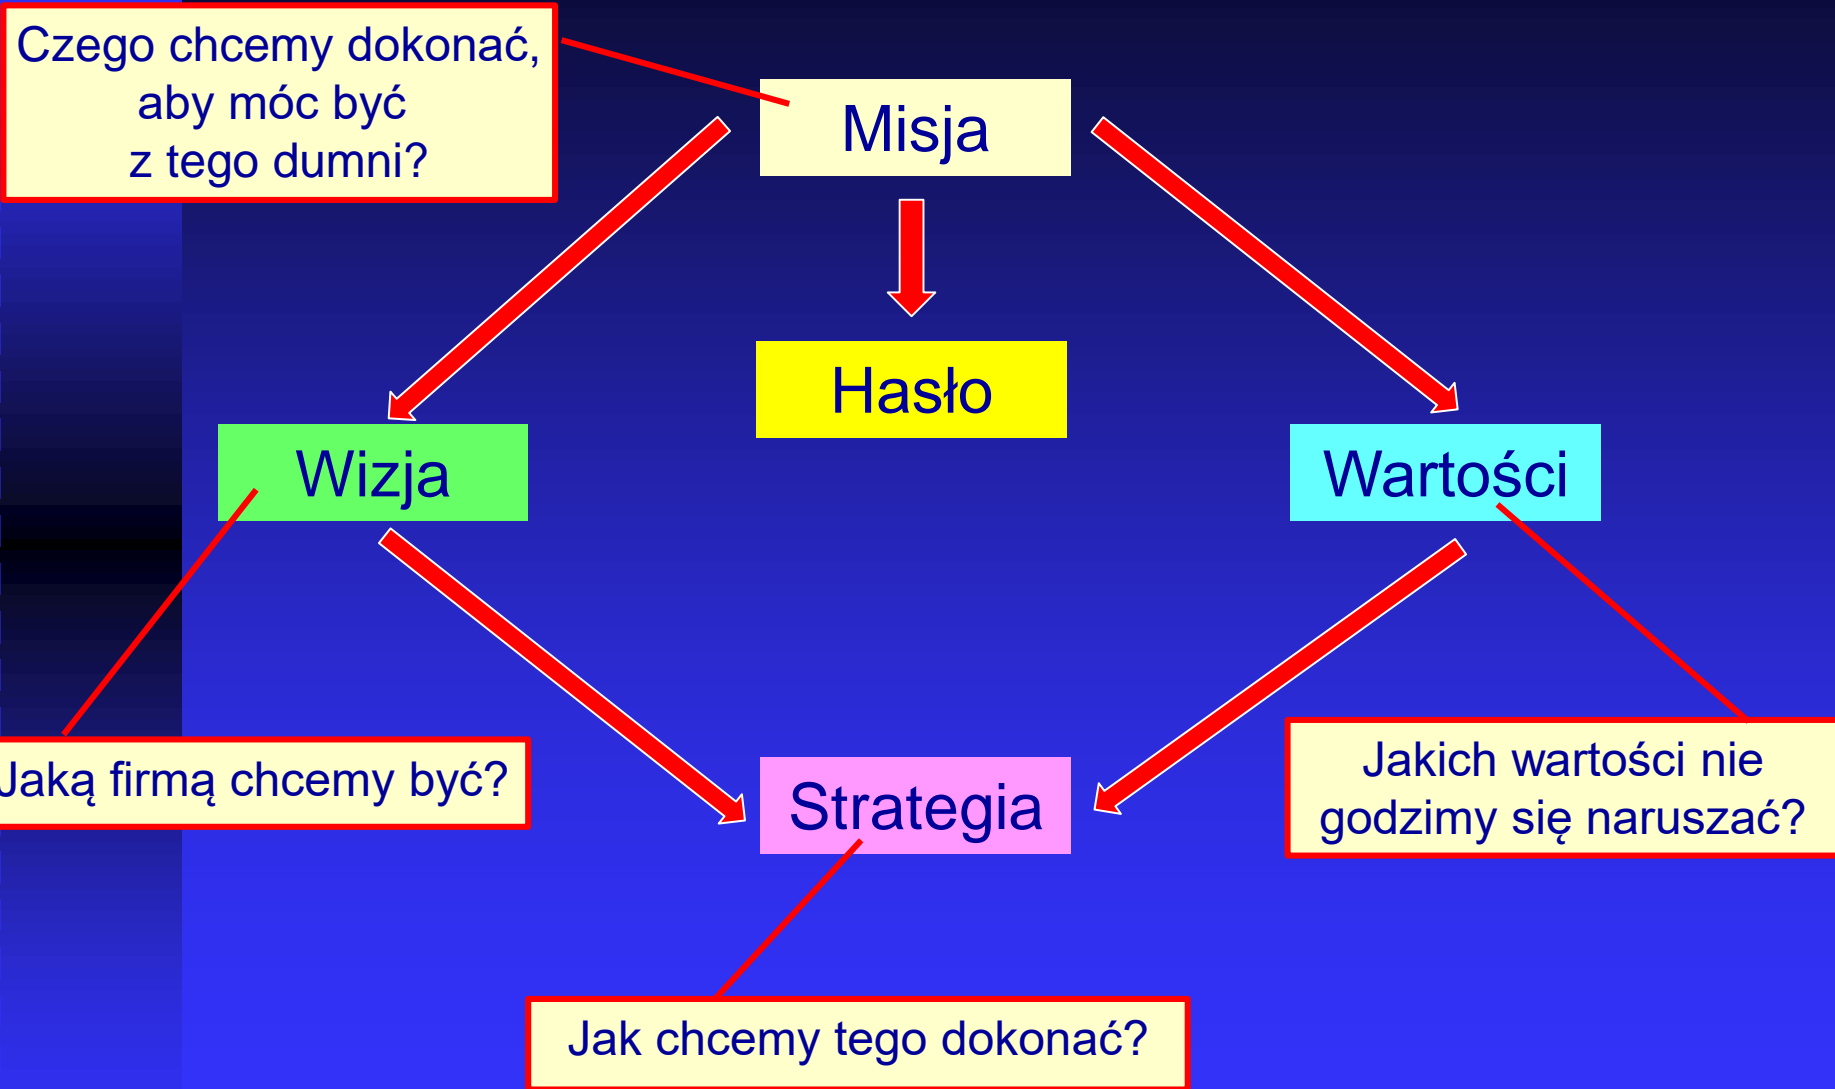 Czego chcemy dokonać,
aby móc być
z tego dumni?
Misja
Hasło
Wizja
Wartości
Jaką firmą chcemy być?
Strategia
Jakich wartości nie
godzimy się naruszać?
Jak chcemy tego dokonać?